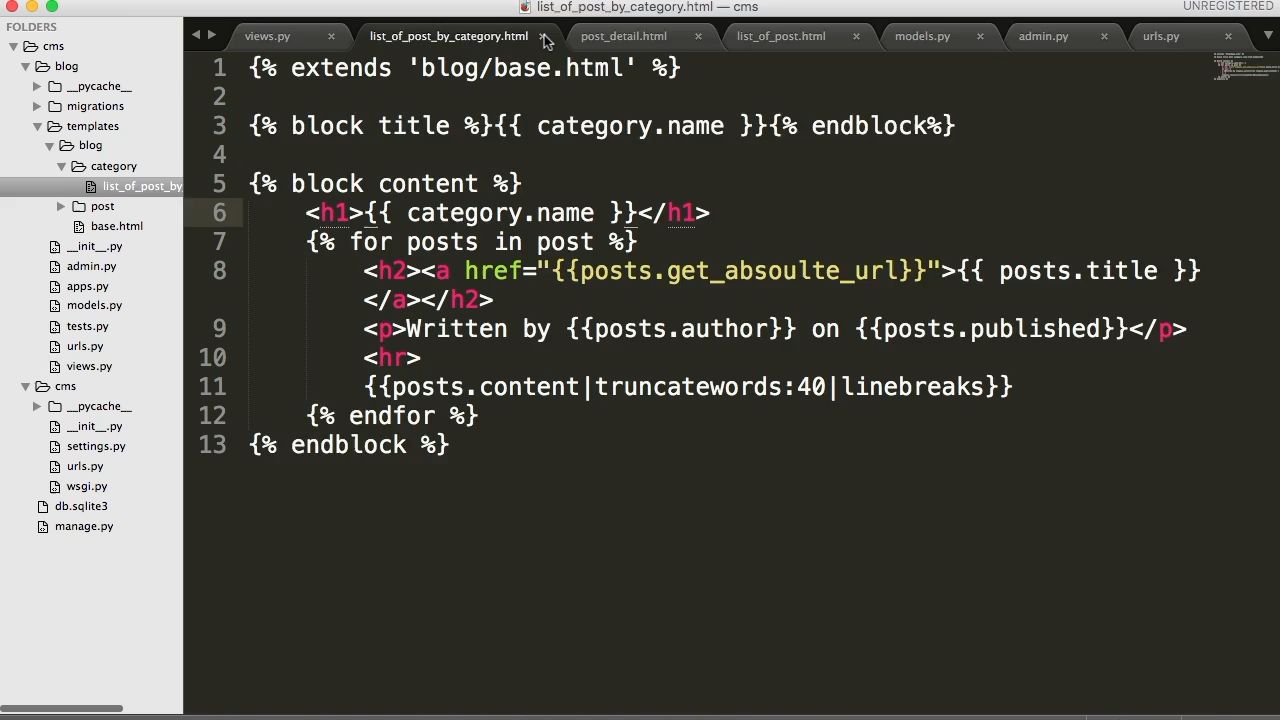 list_of_post_by_category.html — cms
UNREGISTERED
FOLDERS
cms
blog
__pycache__
migrations
templates
blog
category
list_of_post_by
post
base.html
__init__.py
admin.py
apps.py
models.py
tests.py
urls.py
views.py
cms
__pycache__
__init__.py
settings.py
urls.py
wsgi.py
db.sqlite3
manage.py
views.py
list_of_post_by_category.html
post_detail.html
list_of_post.html
models.py
admin.py
urls.py
1 {% extends 'blog/base.html' %}
2
3 {% block title %}{{ category.name }}{% endblock%}
4
5 {% block content %}
6 <h1>{{ category.name }}</h1>
7 {% for posts in post %}
8 <h2><a href="{{posts.get_absoulte_url}}">{{ posts.title }}
</a></h2>
9 <p>Written by {{posts.author}} on {{posts.published}}</p>
10 <hr>
11 {{posts.content|truncatewords:40|linebreaks}}
12 {% endfor %}
13 {% endblock %}